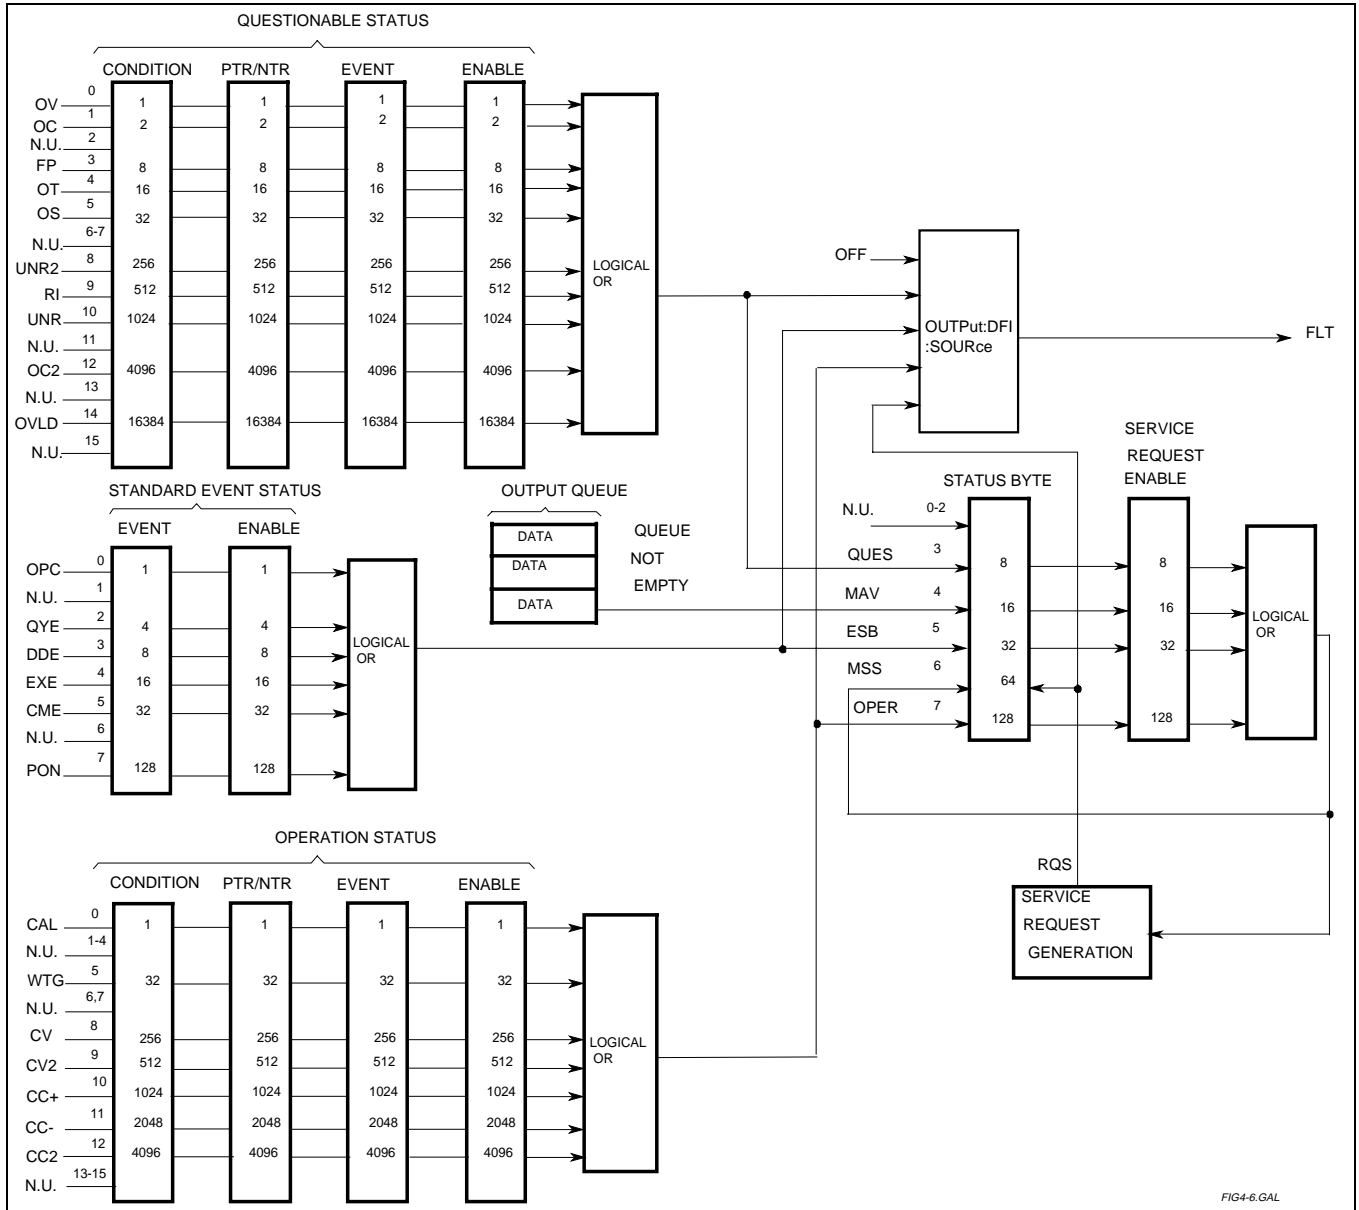 QUESTIONABLE STATUS
CONDITION PTR/NTR EVENT ENABLE
0
OV 1 1 1 1
1
OC 2 2 2 2
2
N.U.
3
FP 8 8 8 8
4
OT 16 16 16 16
5
OS 32 32 32 32
6-7
N.U.
8
UNR2 256 256 256 256
9
RI 512 512 512 512
10
UNR 1024 1024 1024 1024
11
N.U.
12
OC2 4096 4096 4096 4096
13
N.U.
14
OVLD 16384 16384 16384 16384
15
N.U.
LOGICAL
OR
OFF
OUTPut:DFI
:SOURce
FLT
STANDARD EVENT STATUS
EVENT ENABLE
0
OPC 1 1
1
N.U.
2
QYE 4 4
3
DDE 8 8
4
EXE 16 16
5
CME 32 32
6
N.U.
7
PON 128 128
LOGICAL
OR
OUTPUT QUEUE
DATA
DATA
DATA
QUEUE
NOT
EMPTY
STATUS BYTE
N.U. 0-2
QUES 3 8
MAV 4 16
ESB 5 32
MSS 6 64
OPER 7 128
SERVICE
REQUEST
ENABLE
8
16
32
128
LOGICAL
OR
RQS
SERVICE
REQUEST
GENERATION
OPERATION STATUS
CONDITION PTR/NTR EVENT ENABLE
0
CAL 1 1 1 1
1-4
N.U.
5
WTG 32 32 32 32
6,7
N.U.
8
CV 256 256 256 256
9
CV2 512 512 512 512
10
CC+ 1024 1024 1024 1024
11
CC- 2048 2048 2048 2048
12
CC2 4096 4096 4096 4096
13-15
N.U.
LOGICAL
OR
FIG4-6.GAL